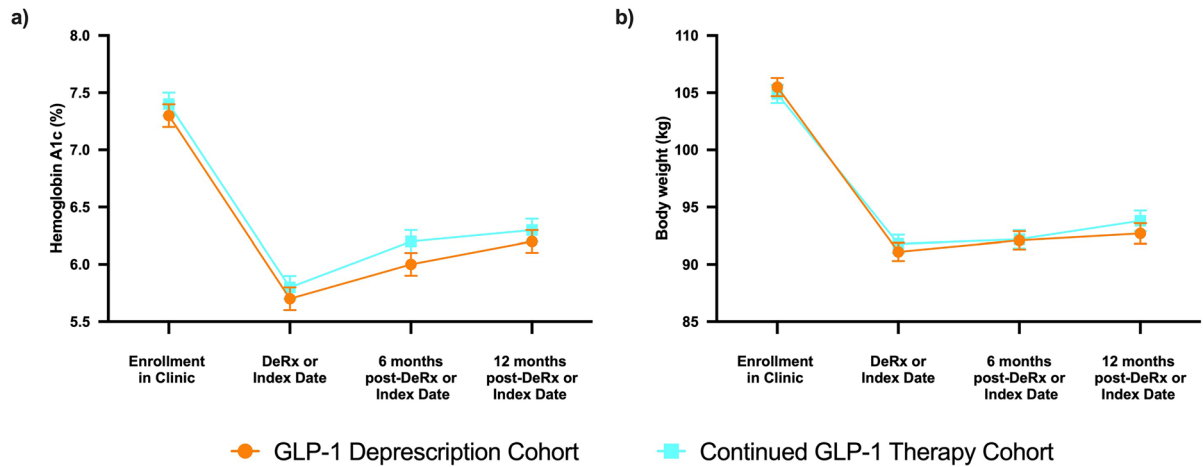 a)
Hemoglobin A1c (%)
8.0
7.5
7.0
6.5
6.0
5.5
Enrollment
in Clinic
DeRx or
Index Date
6 months
post-DeRx or
Index Date
12 months
post-DeRx or
Index Date
b)
Body weight (kg)
110
105
100
95
90
85
Enrollment
in Clinic
DeRx or
Index Date
6 months
post-DeRx or
Index Date
12 months
post-DeRx or
Index Date
GLP-1 Deprescription Cohort
Continued GLP-1 Therapy Cohort